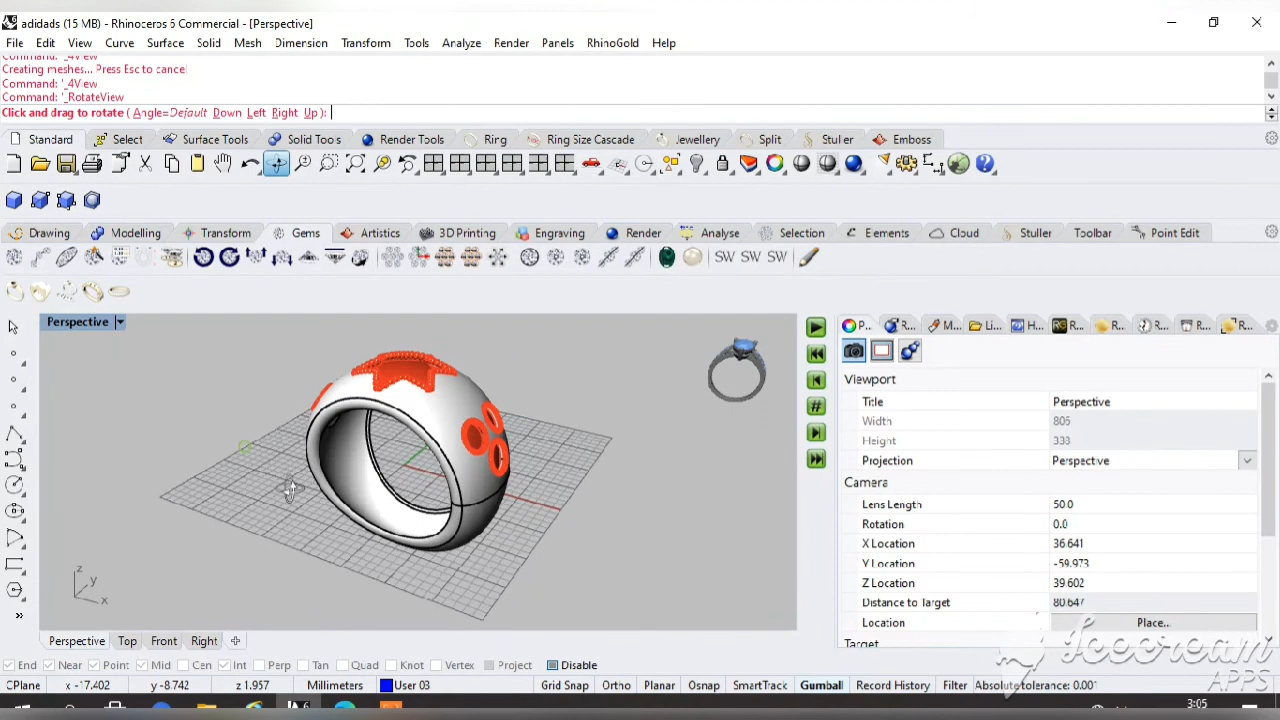 adidads (15 MB) - Rhinoceros 6 Commercial - [Perspective]
File Edit View Curve Surface Solid Mesh Dimension Transform Tools Analyze Render Panels RhinoGold Help
Command: '_4View
Creating meshes... Press Esc to cancel
Command: '_4View
Command: '_RotateView
Click and drag to rotate ( Angle=Default Down Left Right Up ):
Standard Select Surface Tools Solid Tools Render Tools Ring Ring Size Cascade Jewellery Split Stuller Emboss
Drawing Modelling Transform Gems Artistics 3D Printing Engraving Render Analyse Selection Elements Cloud Stuller Toolbar Point Edit
SW SW SW
Perspective
P... R... M... Li... H... R... R... R... R... R...
Viewport
Title Perspective
Width 805
Height 333
Projection Perspective
Camera
Lens Length 50.0
Rotation 0.0
X Location 36.641
Y Location -59.973
Z Location 39.602
Distance to Target 80.647
Location Place...
Target
z
y
x
Perspective Top Front Right
End Near Point Mid Cen Int Perp Tan Quad Knot Vertex Project Disable
CPlane x -17.402 y -8.742 z 1.957 Millimeters User 03 Grid Snap Ortho Planar Osnap SmartTrack Gumball Record History Filter Absolute tolerance: 0.001
Icecream
APPS
3:05